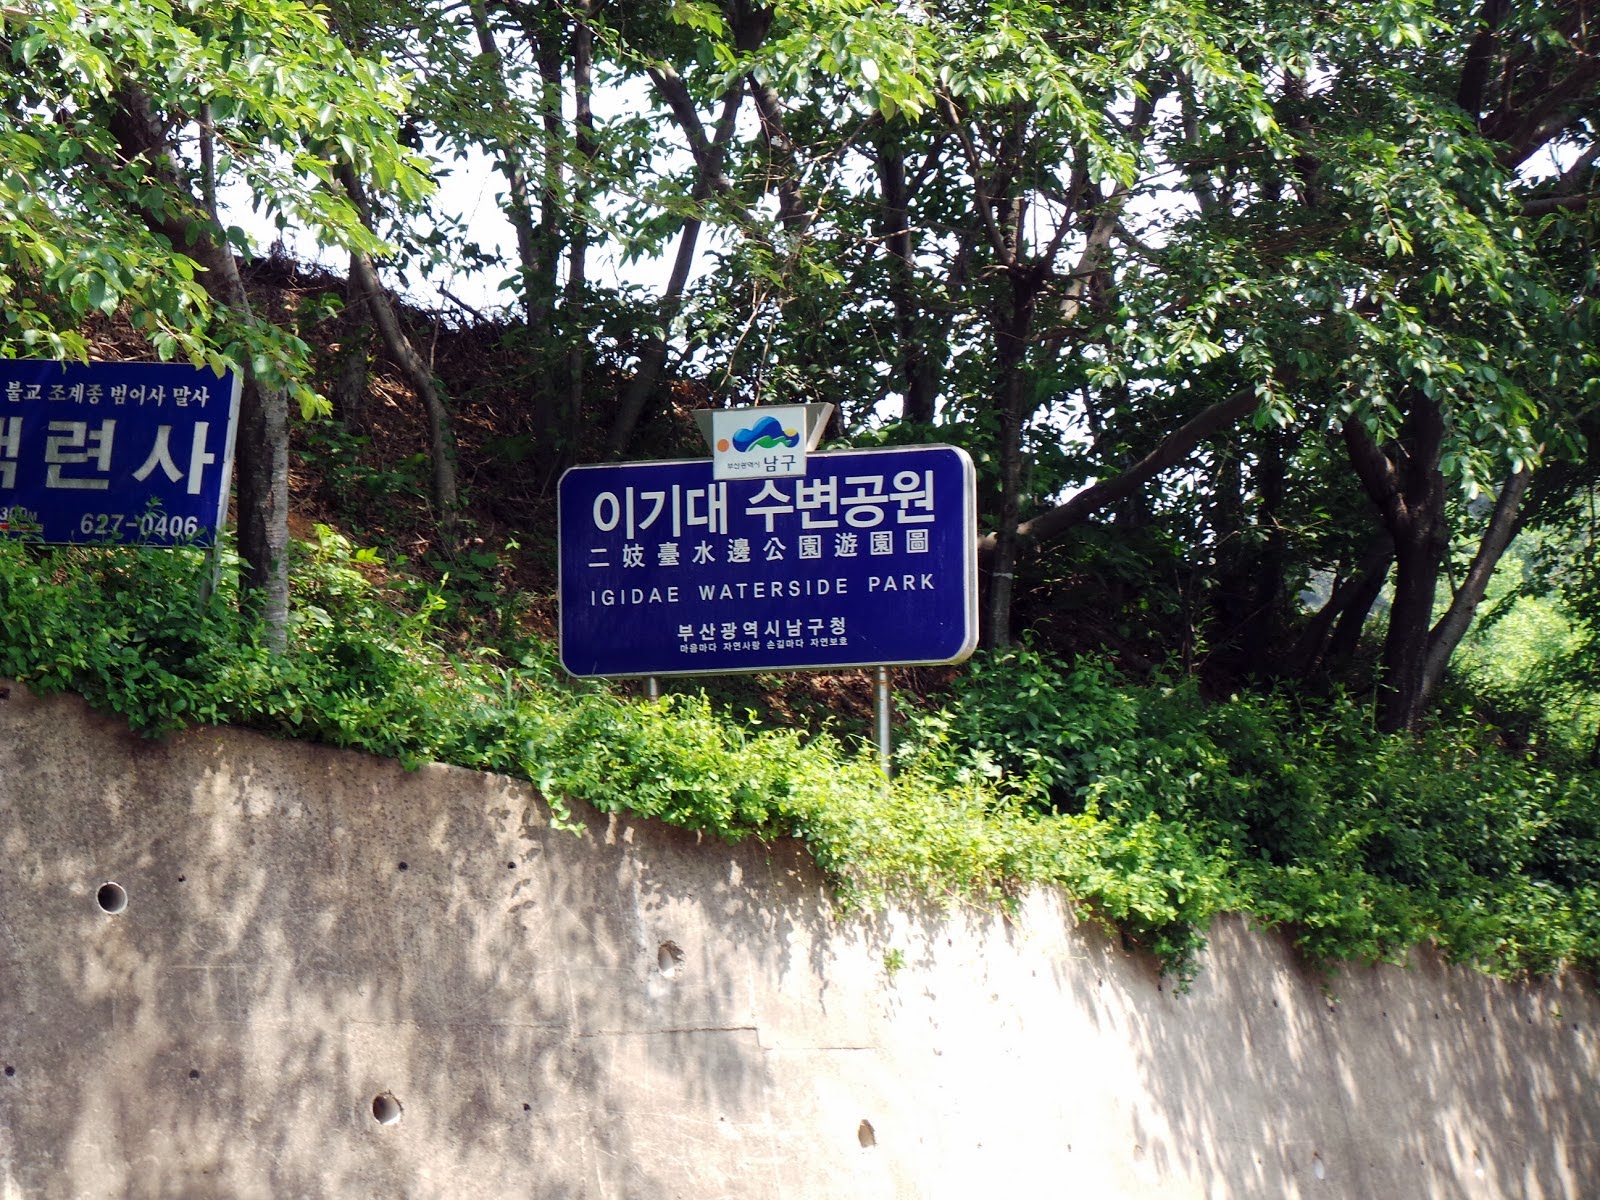 불교 조계종 범어사 말사
련사
300M
627-0406
부산광역시 남구
이기대 수변공원
二妓臺水邊公園遊園圖
IGIDAE WATERSIDE PARK
부산광역시남구청
마음마다 자연사랑 손길마다 자연보호